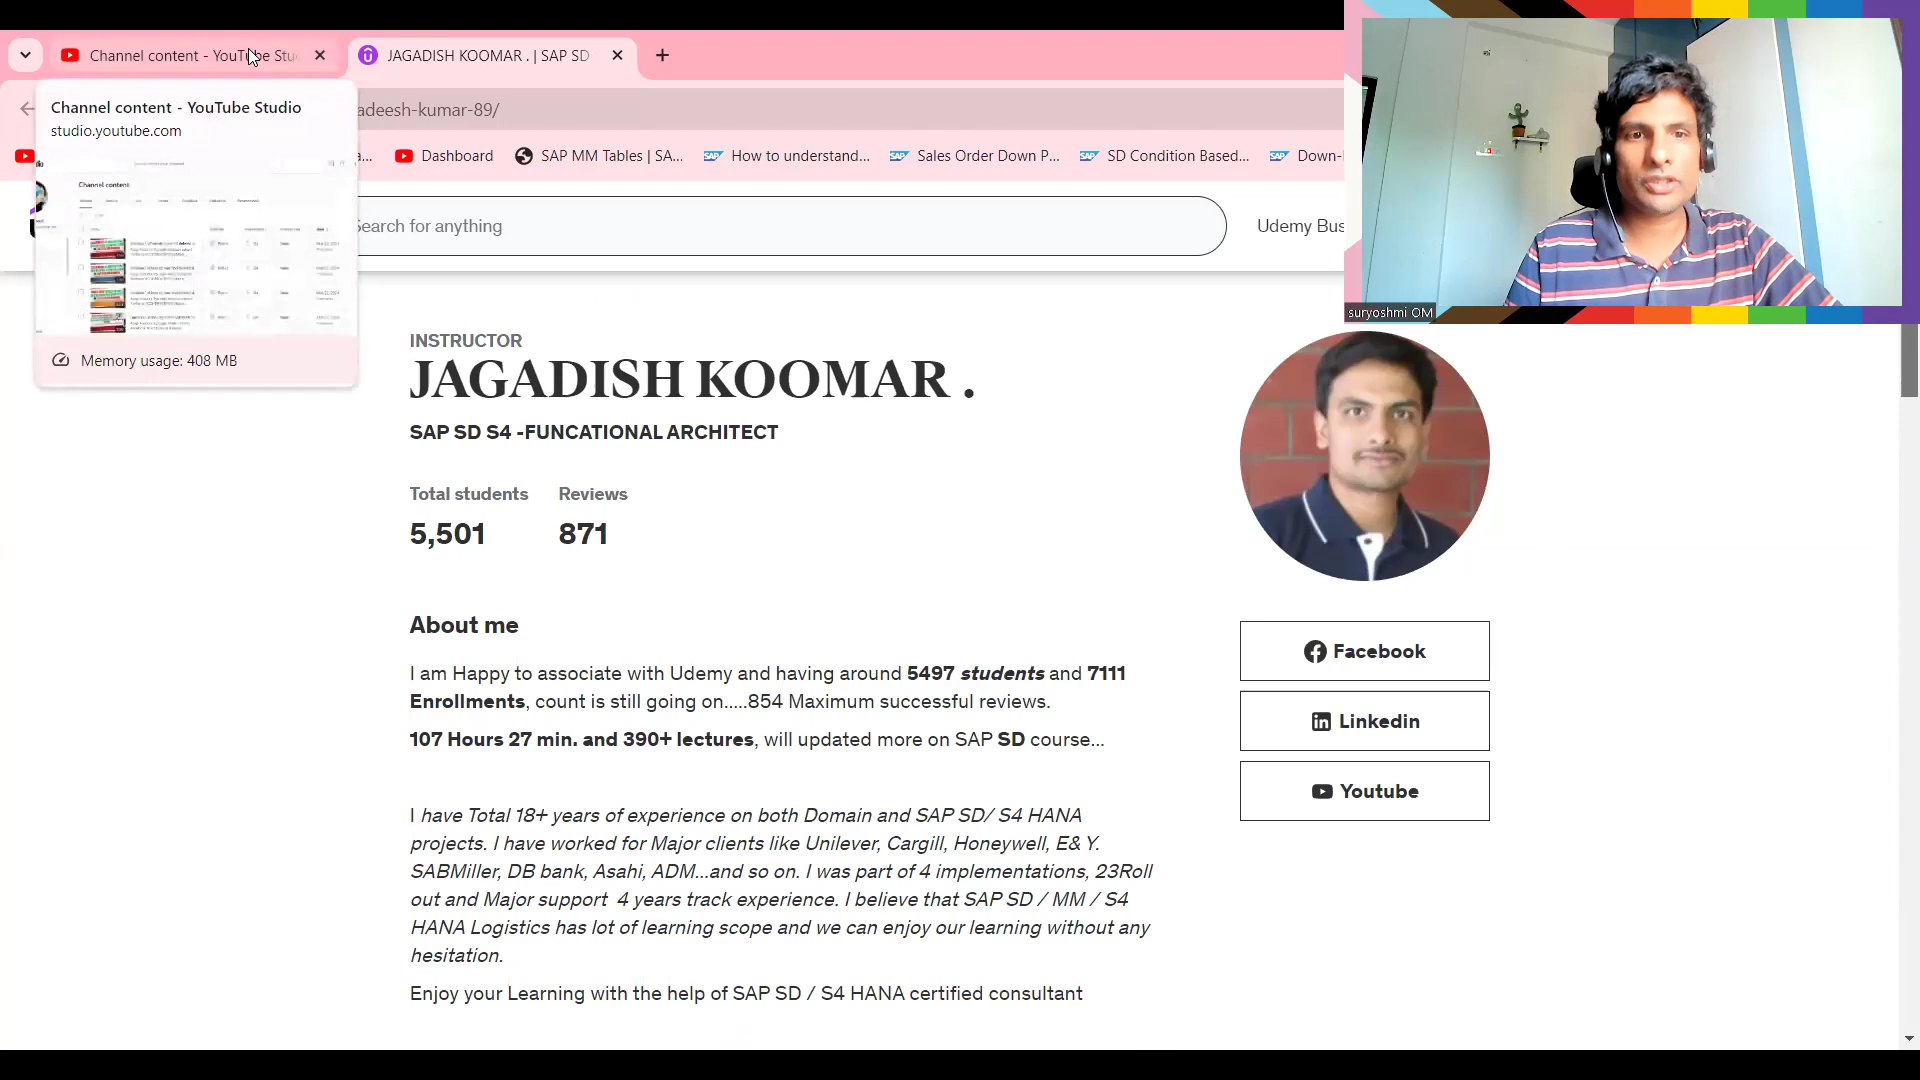 Channel content - YouTube Stu
JAGADISH KOOMAR . | SAP SD
Channel content - YouTube Studio
studio.youtube.com
adeesh-kumar-89/
a...
Dashboard
SAP MM Tables | SA...
How to understand...
Sales Order Down P...
SD Condition Based...
Down-
Channel content
Search for anything
Udemy Bus
Memory usage: 408 MB
suryoshmi OM
INSTRUCTOR
JAGADISH KOOMAR .
SAP SD S4 -FUNCATIONAL ARCHITECT
Total students
Reviews
5,501
871
About me
I am Happy to associate with Udemy and having around 5497 students and 7111
Enrollments, count is still going on.....854 Maximum successful reviews.
107 Hours 27 min. and 390+ lectures, will updated more on SAP SD course...
I have Total 18+ years of experience on both Domain and SAP SD/ S4 HANA
projects. I have worked for Major clients like Unilever, Cargill, Honeywell, E& Y.
SABMiller, DB bank, Asahi, ADM...and so on. I was part of 4 implementations, 23Roll
out and Major support  4 years track experience. I believe that SAP SD / MM / S4
HANA Logistics has lot of learning scope and we can enjoy our learning without any
hesitation.
Enjoy your Learning with the help of SAP SD / S4 HANA certified consultant
Facebook
Linkedin
Youtube